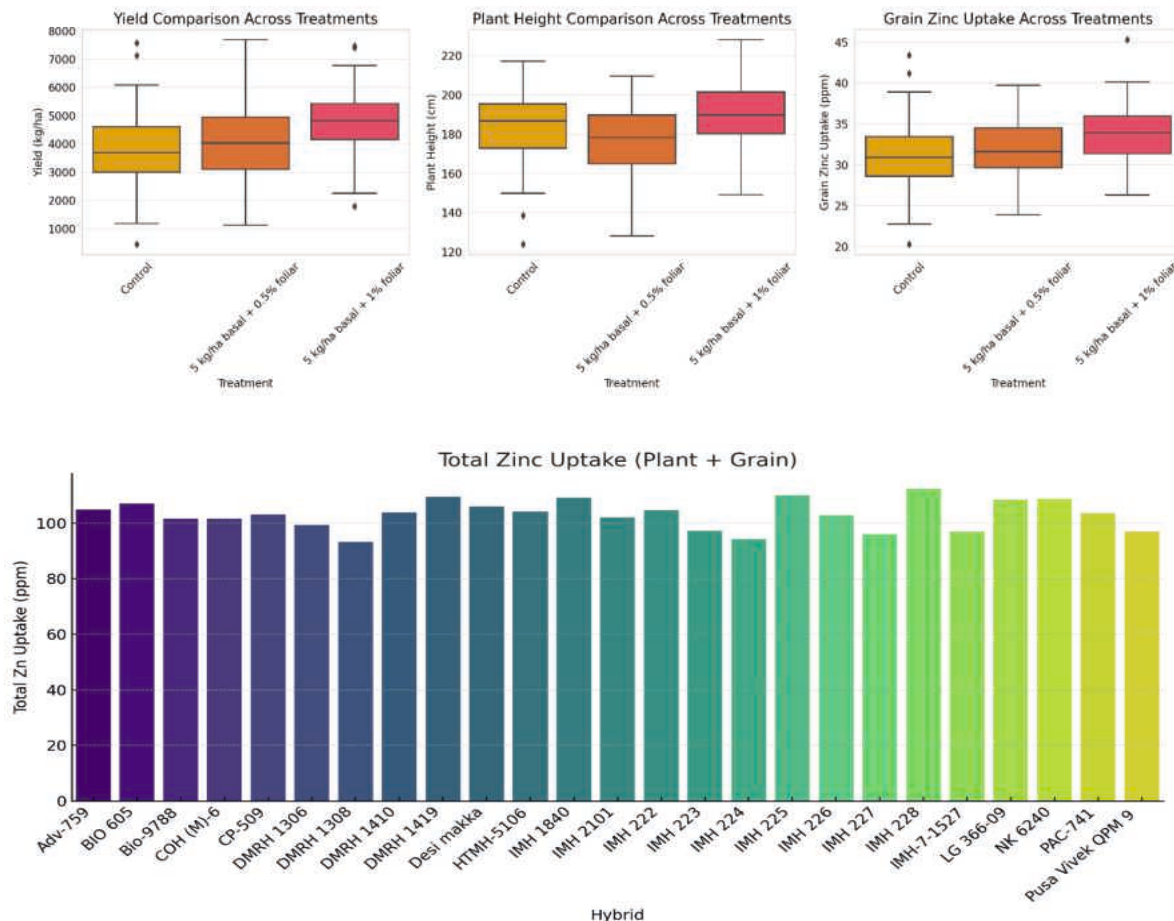 Yield Comparison Across Treatments
8000
7000
6000
5000
4000
3000
2000
1000
Yield (kg/ha)
Control
5 kg/ha basal + 0.5% foliar
5 kg/ha basal + 1% foliar
Treatment
Plant Height Comparison Across Treatments
220
200
180
160
140
120
Plant Height (cm)
Control
5 kg/ha basal + 0.5% foliar
5 kg/ha basal + 1% foliar
Treatment
Grain Zinc Uptake Across Treatments
45
40
35
30
25
20
Grain Zinc Uptake (ppm)
Control
5 kg/ha basal + 0.5% foliar
5 kg/ha basal + 1% foliar
Treatment
Total Zinc Uptake (Plant + Grain)
100
80
60
40
20
0
Total Zn Uptake (ppm)
Adv-759
BIO 605
Bio-9788
COH (M)-6
CP-509
DMRH 1306
DMRH 1308
DMRH 1410
DMRH 1419
Desi makka
HTMH-5106
IMH 1840
IMH 2101
IMH 222
IMH 223
IMH 224
IMH 225
IMH 226
IMH 227
IMH 228
IMH-7-1527
LG 366-09
NK 6240
PAC-741
Pusa Vivek QPM 9
Hybrid